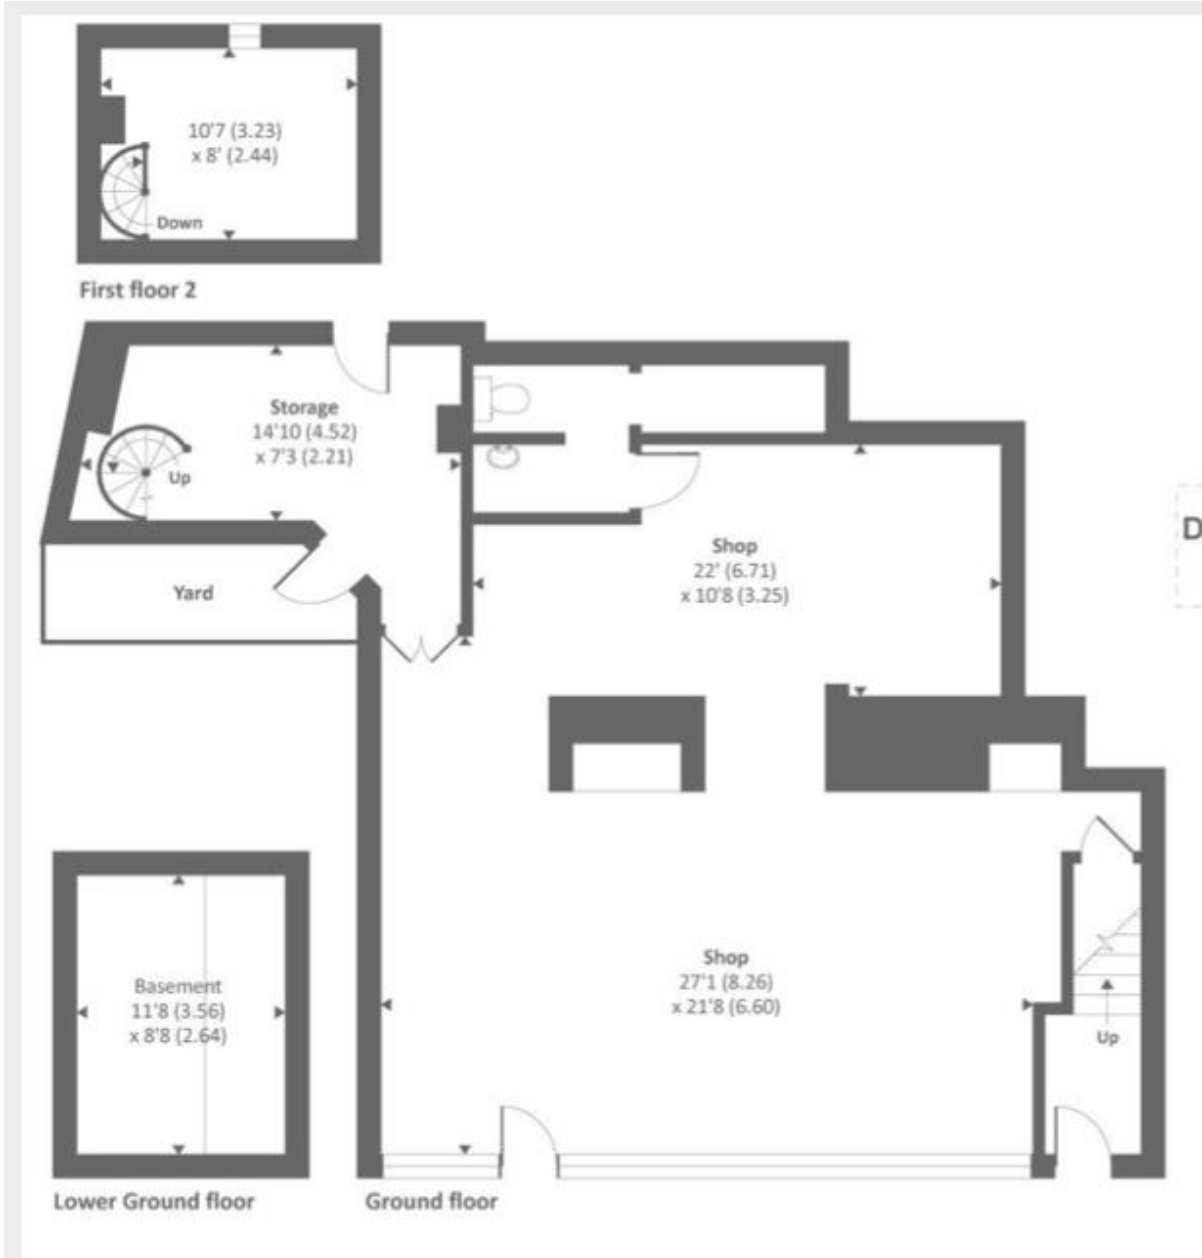 10'7 (3.23)
x 8' (2.44)
Down
First floor 2
Storage
14'10 (4.52)
x 7'3 (2.21)
Up
Yard
Shop
22' (6.71)
x 10'8 (3.25)
D
Shop
27'1 (8.26)
x 21'8 (6.60)
Up
Basement
11'8 (3.56)
x 8'8 (2.64)
Lower Ground floor
Ground floor